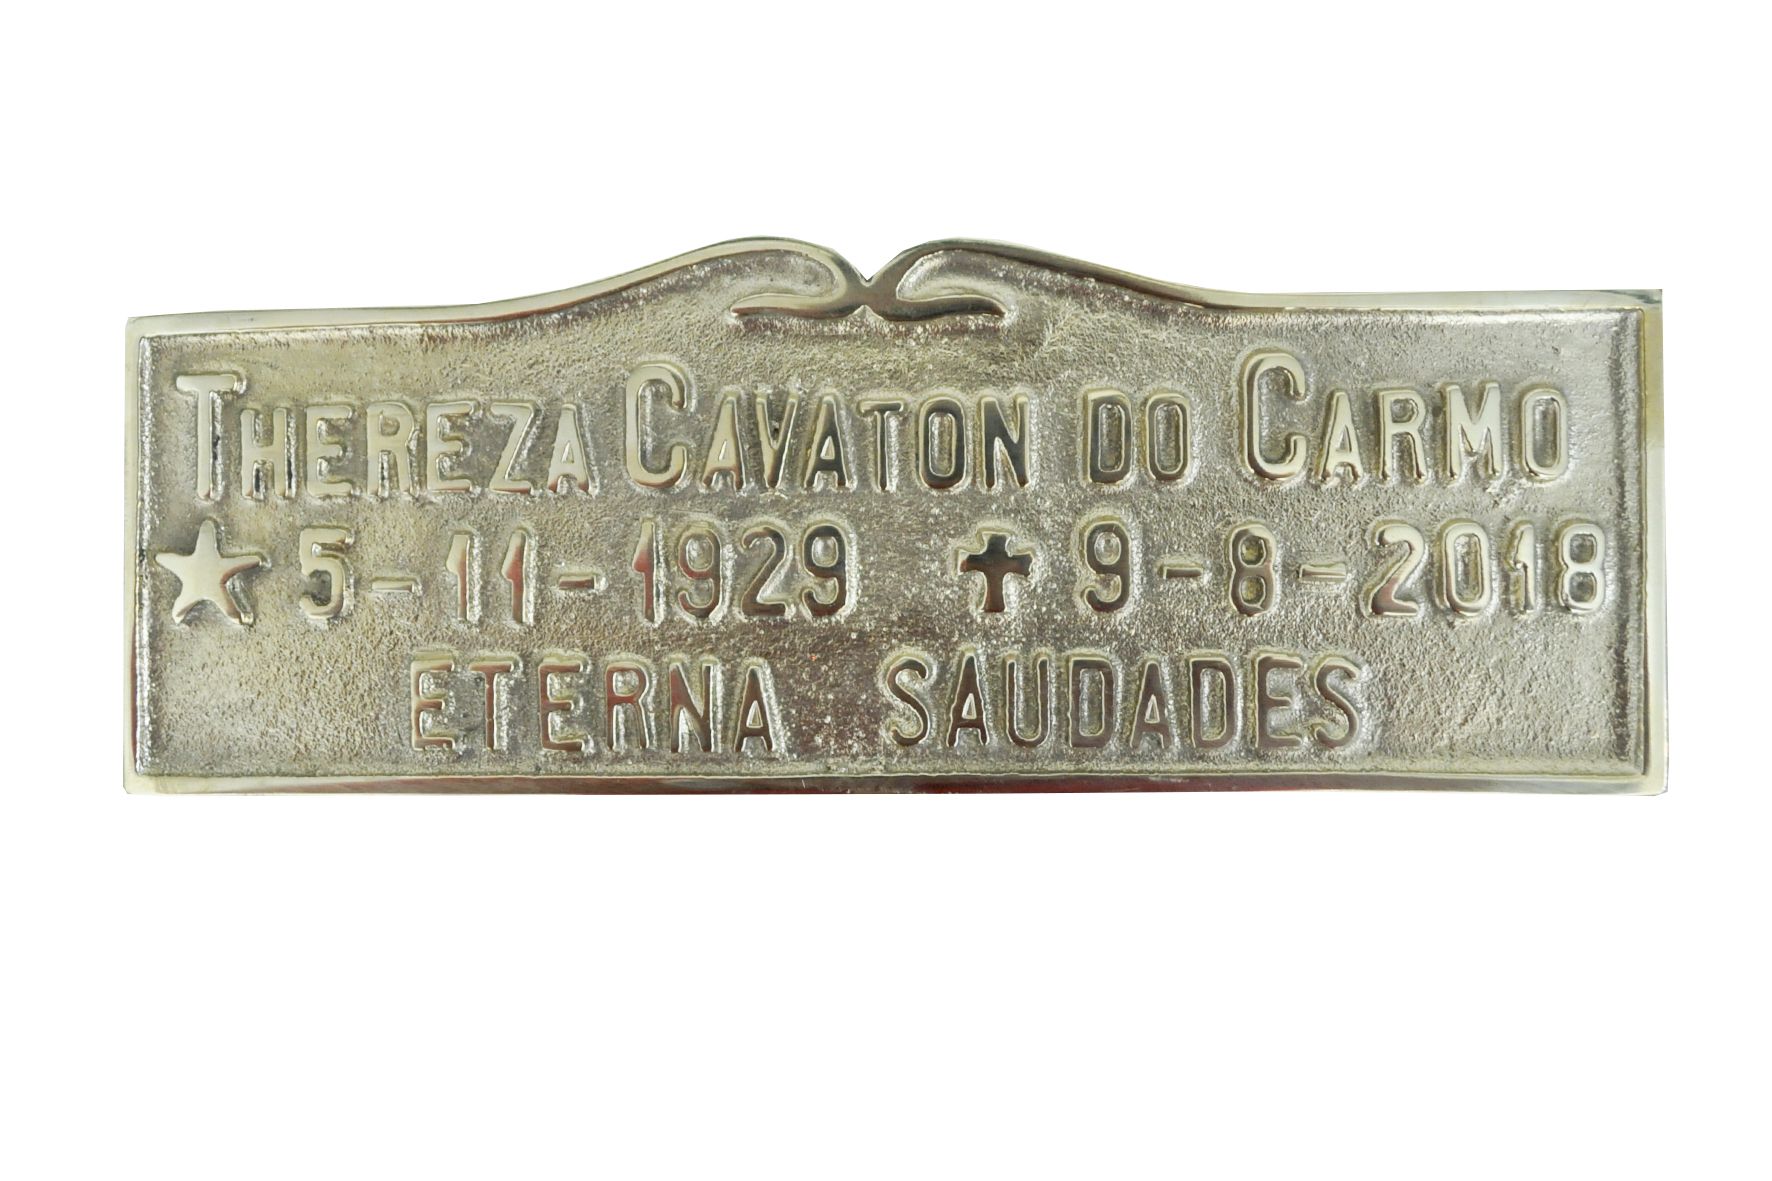 THEREZA CAVATON DO CARMO
★ 5-11-1929 ✝ 9-8-2018
ETERNA SAUDADES